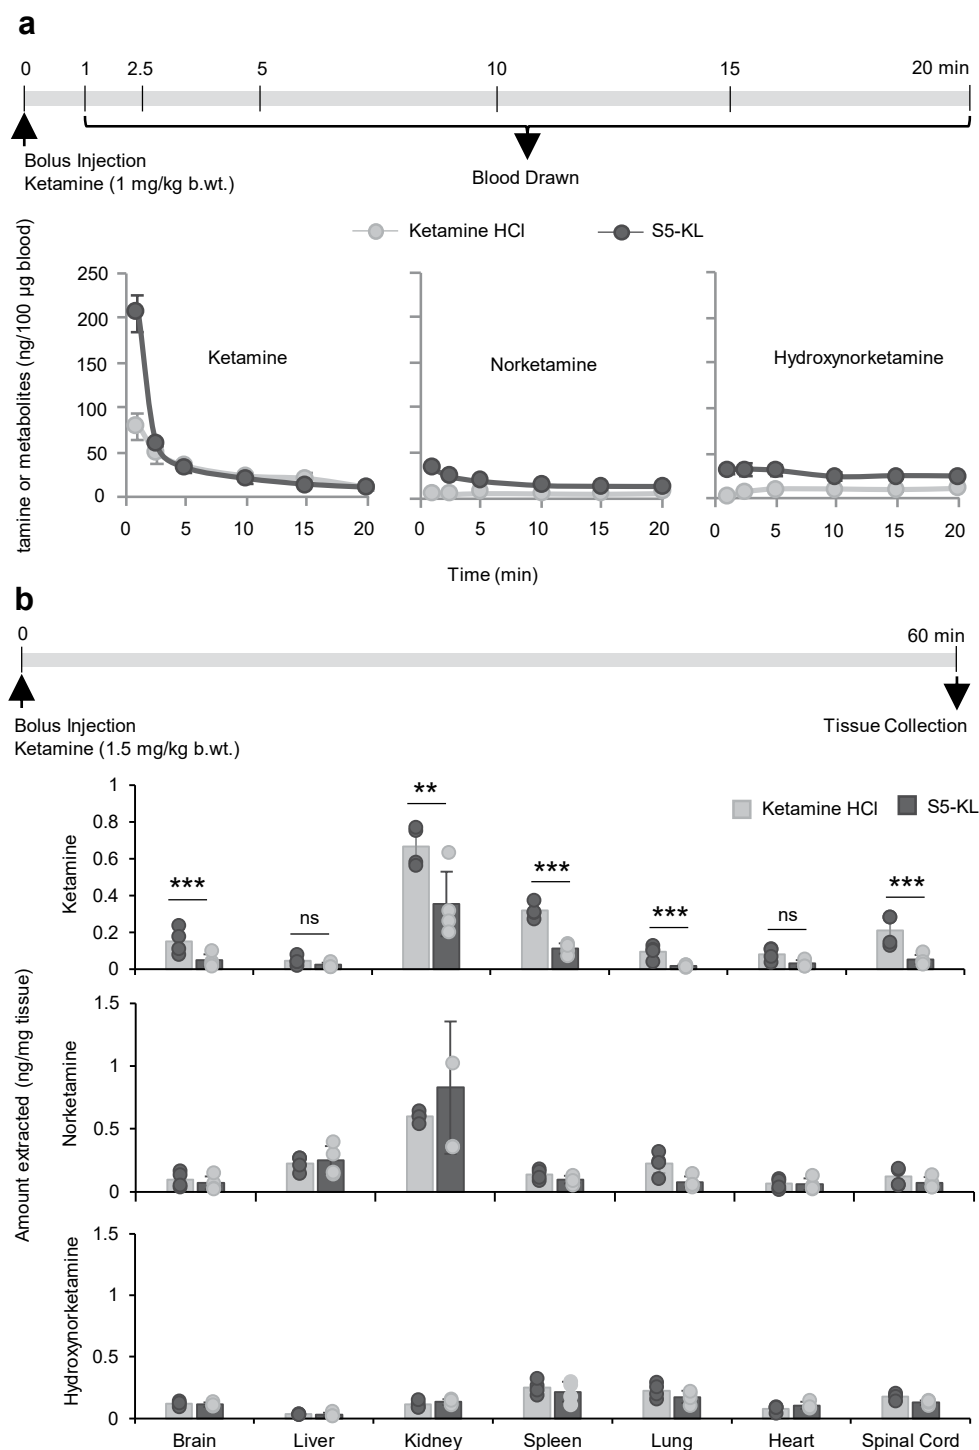 a
0 1 2.5 5 10 15 20 min
Bolus Injection
Ketamine (1 mg/kg b.wt.)
Blood Drawn
Ketamine HCl S5-KL
tamine or metabolites (ng/100 µg blood)
250
200
150
100
50
0
Ketamine
Norketamine
Hydroxynorketamine
0 5 10 15 20
0 5 10 15 20
0 5 10 15 20
Time (min)
b
0 60 min
Bolus Injection
Ketamine (1.5 mg/kg b.wt.)
Tissue Collection
Ketamine HCl S5-KL
Amount extracted (ng/mg tissue)
Ketamine
1
0.8
0.6
0.4
0.2
0
*** ns ** *** *** ns ***
Norketamine
1.5
1
0.5
0
Hydroxynorketamine
1.5
1
0.5
0
Brain Liver Kidney Spleen Lung Heart Spinal Cord